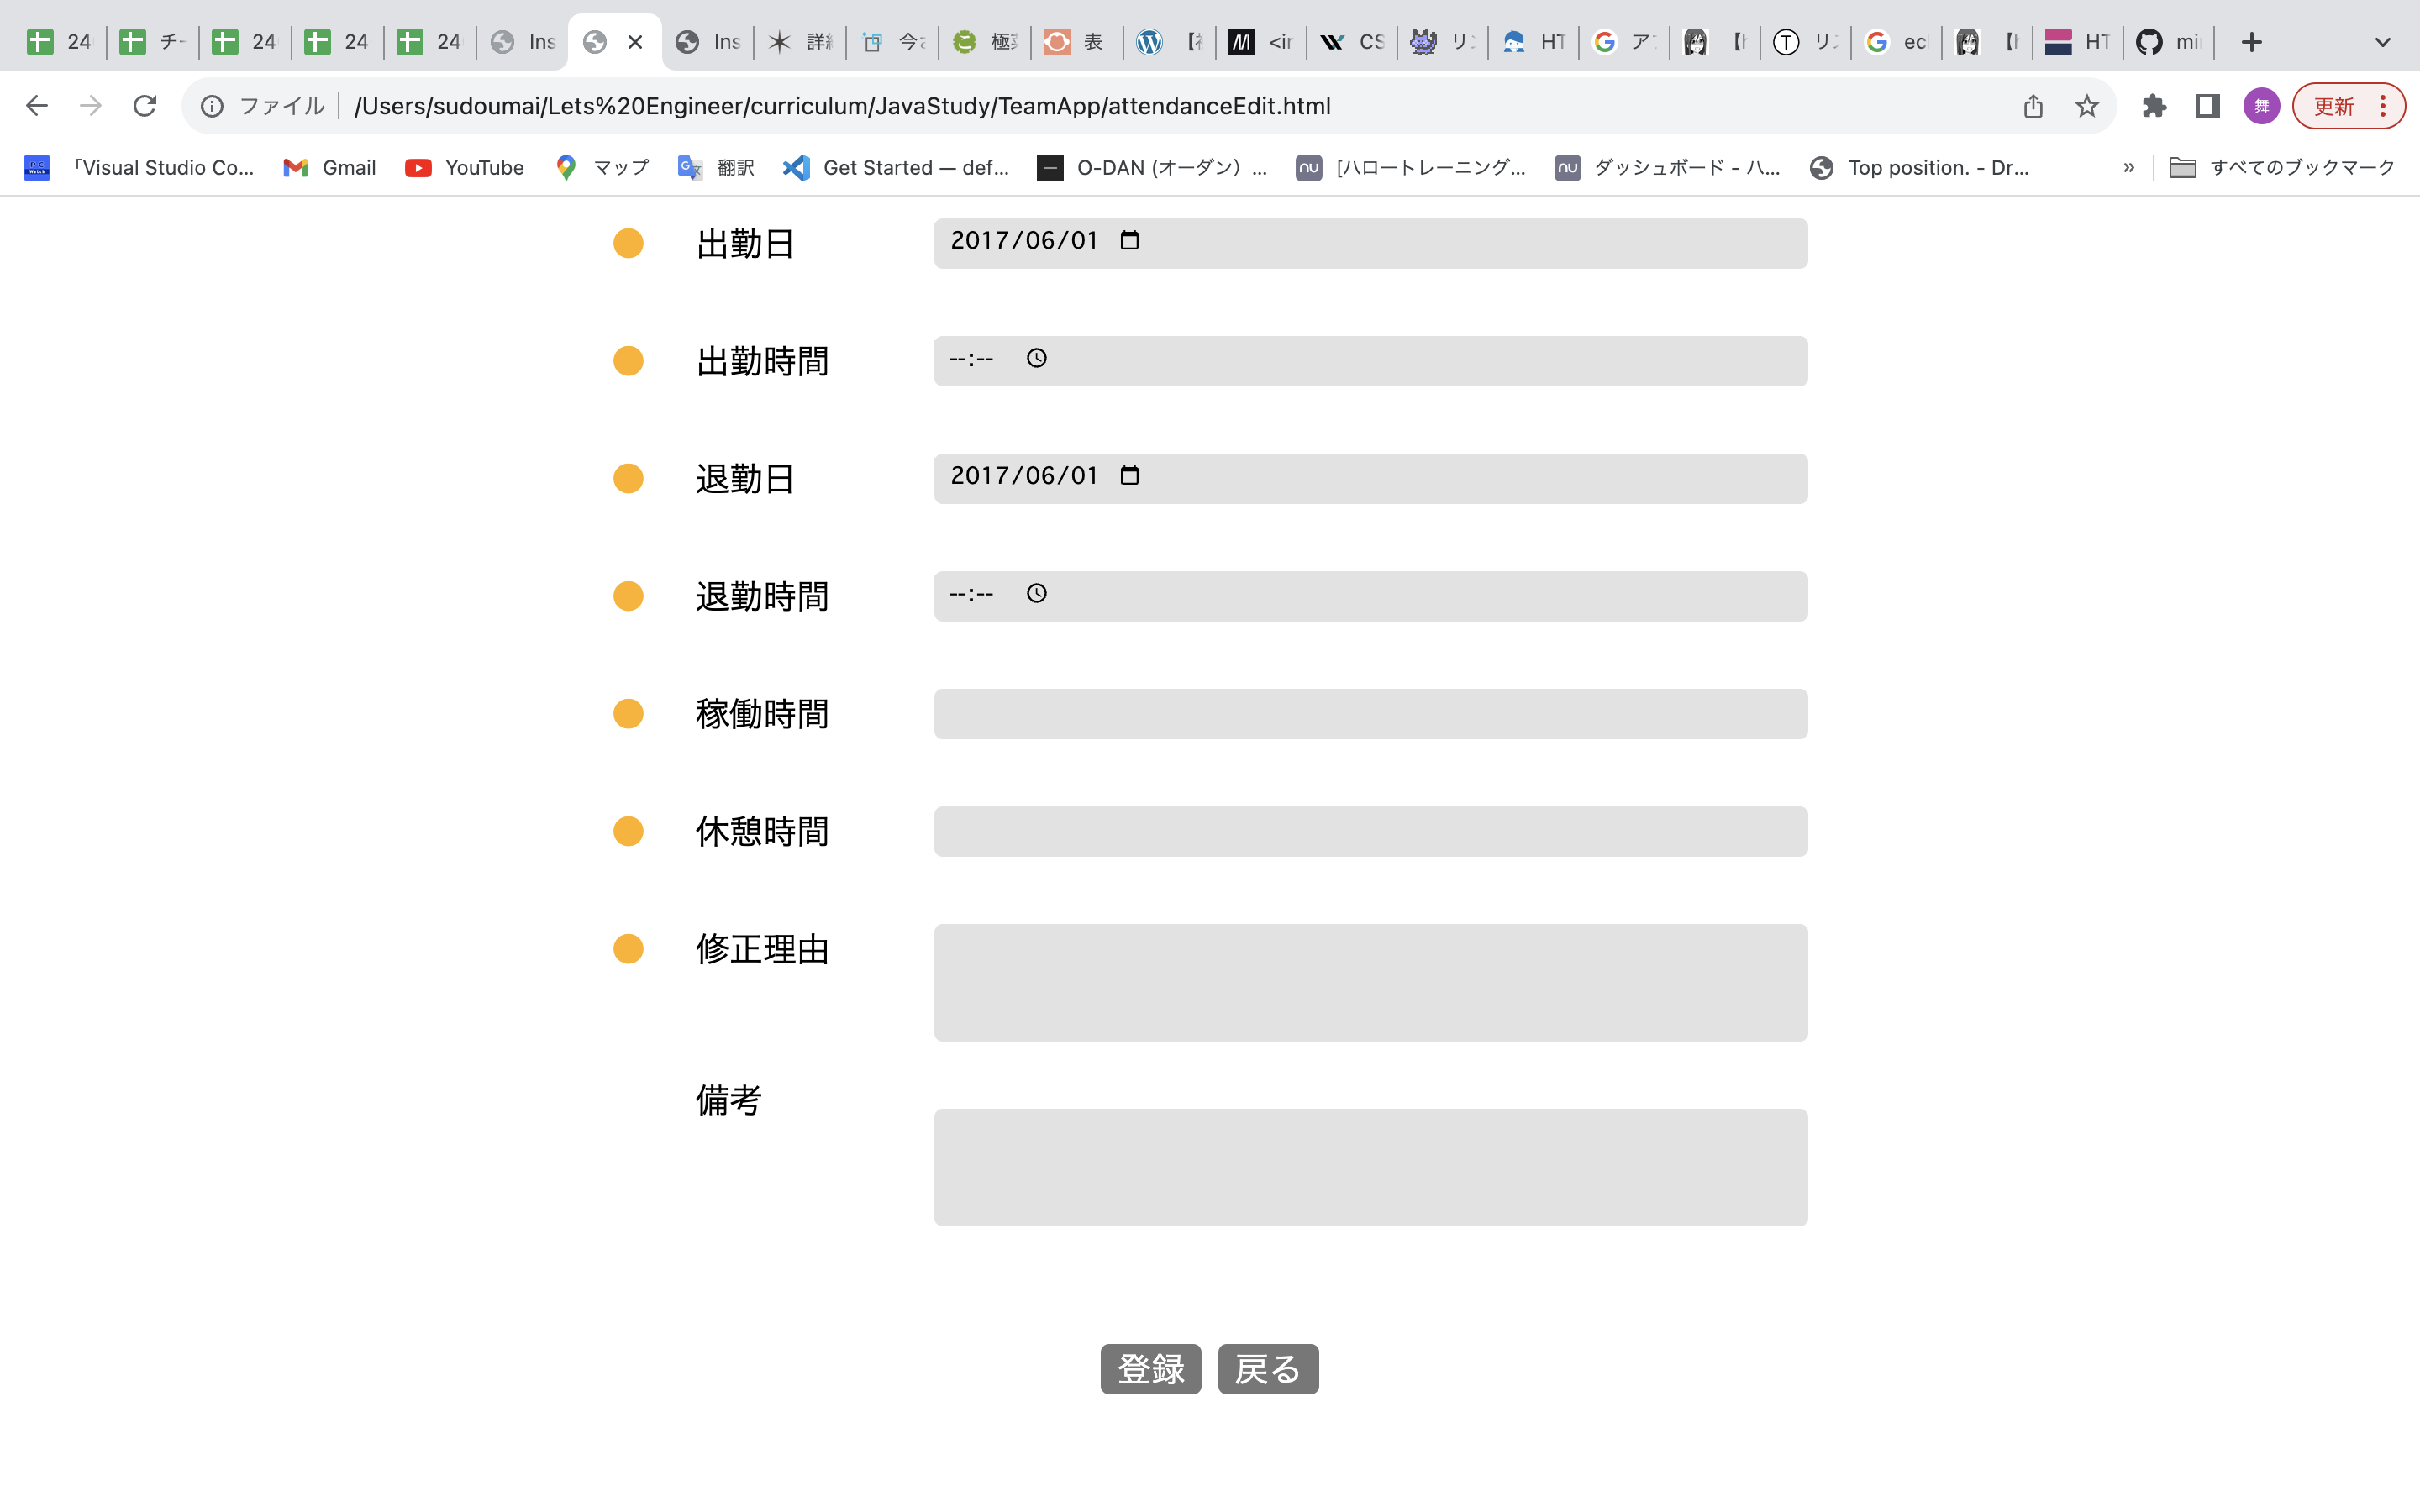 24 チー 24 24 24 Ins Ins 詳 今 極 表 【 <ir CS リ HT ア 【 リ ec 【 HT mi
ファイル /Users/sudoumai/Lets%20Engineer/curriculum/JavaStudy/TeamApp/attendanceEdit.html 舞 更新
「Visual Studio Co... Gmail YouTube マップ 翻訳 Get Started — def... O-DAN (オーダン) ... [ハロートレーニング... ダッシュボード - ハ... Top position. - Dr... » すべてのブックマーク
出勤日 2017/06/01
出勤時間 --:--
退勤日 2017/06/01
退勤時間 --:--
稼働時間
休憩時間
修正理由
備考
登録 戻る